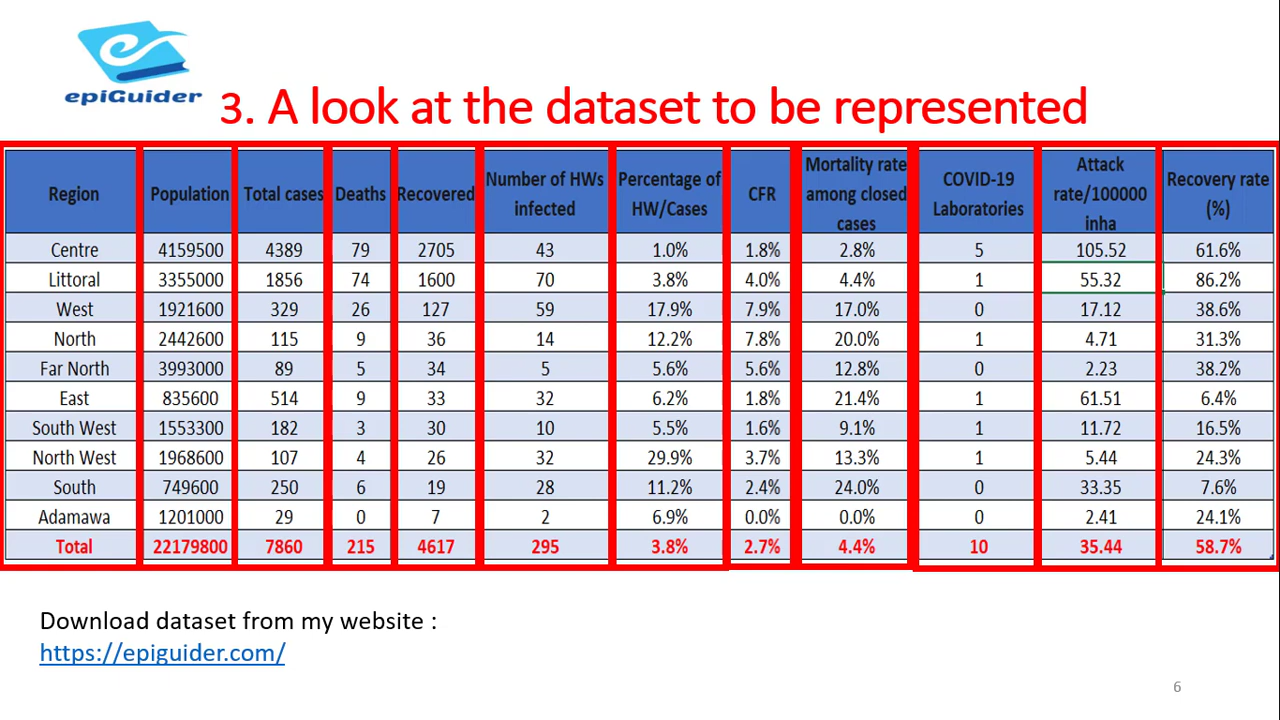 epiGuider
3. A look at the dataset to be represented
Region Population Total cases Deaths Recovered Number of HWs infected Percentage of HW/Cases CFR Mortality rate among closed cases COVID-19 Laboratories Attack rate/100000 inha Recovery rate (%)
Centre 4159500 4389 79 2705 43 1.0% 1.8% 2.8% 5 105.52 61.6%
Littoral 3355000 1856 74 1600 70 3.8% 4.0% 4.4% 1 55.32 86.2%
West 1921600 329 26 127 59 17.9% 7.9% 17.0% 0 17.12 38.6%
North 2442600 115 9 36 14 12.2% 7.8% 20.0% 1 4.71 31.3%
Far North 3993000 89 5 34 5 5.6% 5.6% 12.8% 0 2.23 38.2%
East 835600 514 9 33 32 6.2% 1.8% 21.4% 1 61.51 6.4%
South West 1553300 182 3 30 10 5.5% 1.6% 9.1% 1 11.72 16.5%
North West 1968600 107 4 26 32 29.9% 3.7% 13.3% 1 5.44 24.3%
South 749600 250 6 19 28 11.2% 2.4% 24.0% 0 33.35 7.6%
Adamawa 1201000 29 0 7 2 6.9% 0.0% 0.0% 0 2.41 24.1%
Total 22179800 7860 215 4617 295 3.8% 2.7% 4.4% 10 35.44 58.7%
Download dataset from my website :
https://epiguider.com/
6